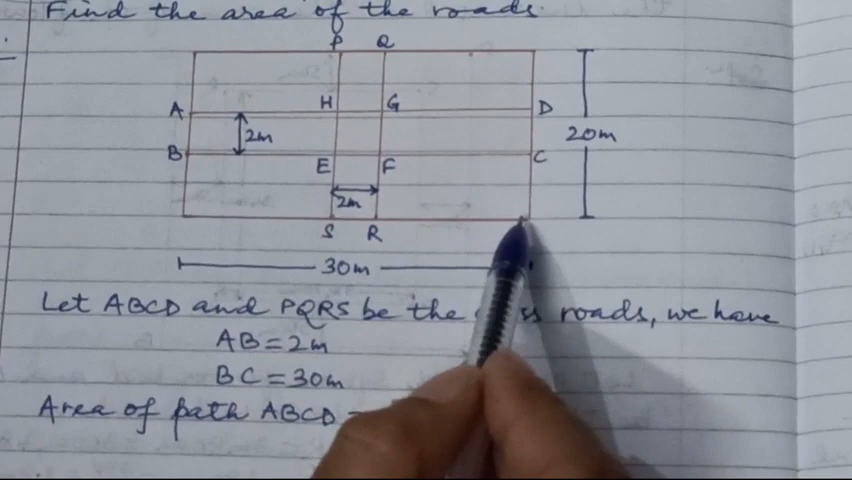 Find the area of the roads.
P Q
A H G D
2m 20m
B E F C
2m
S R
30m
Let ABCD and PQRS be the roads, we have
AB = 2m
BC = 30m
Area of path ABCD =